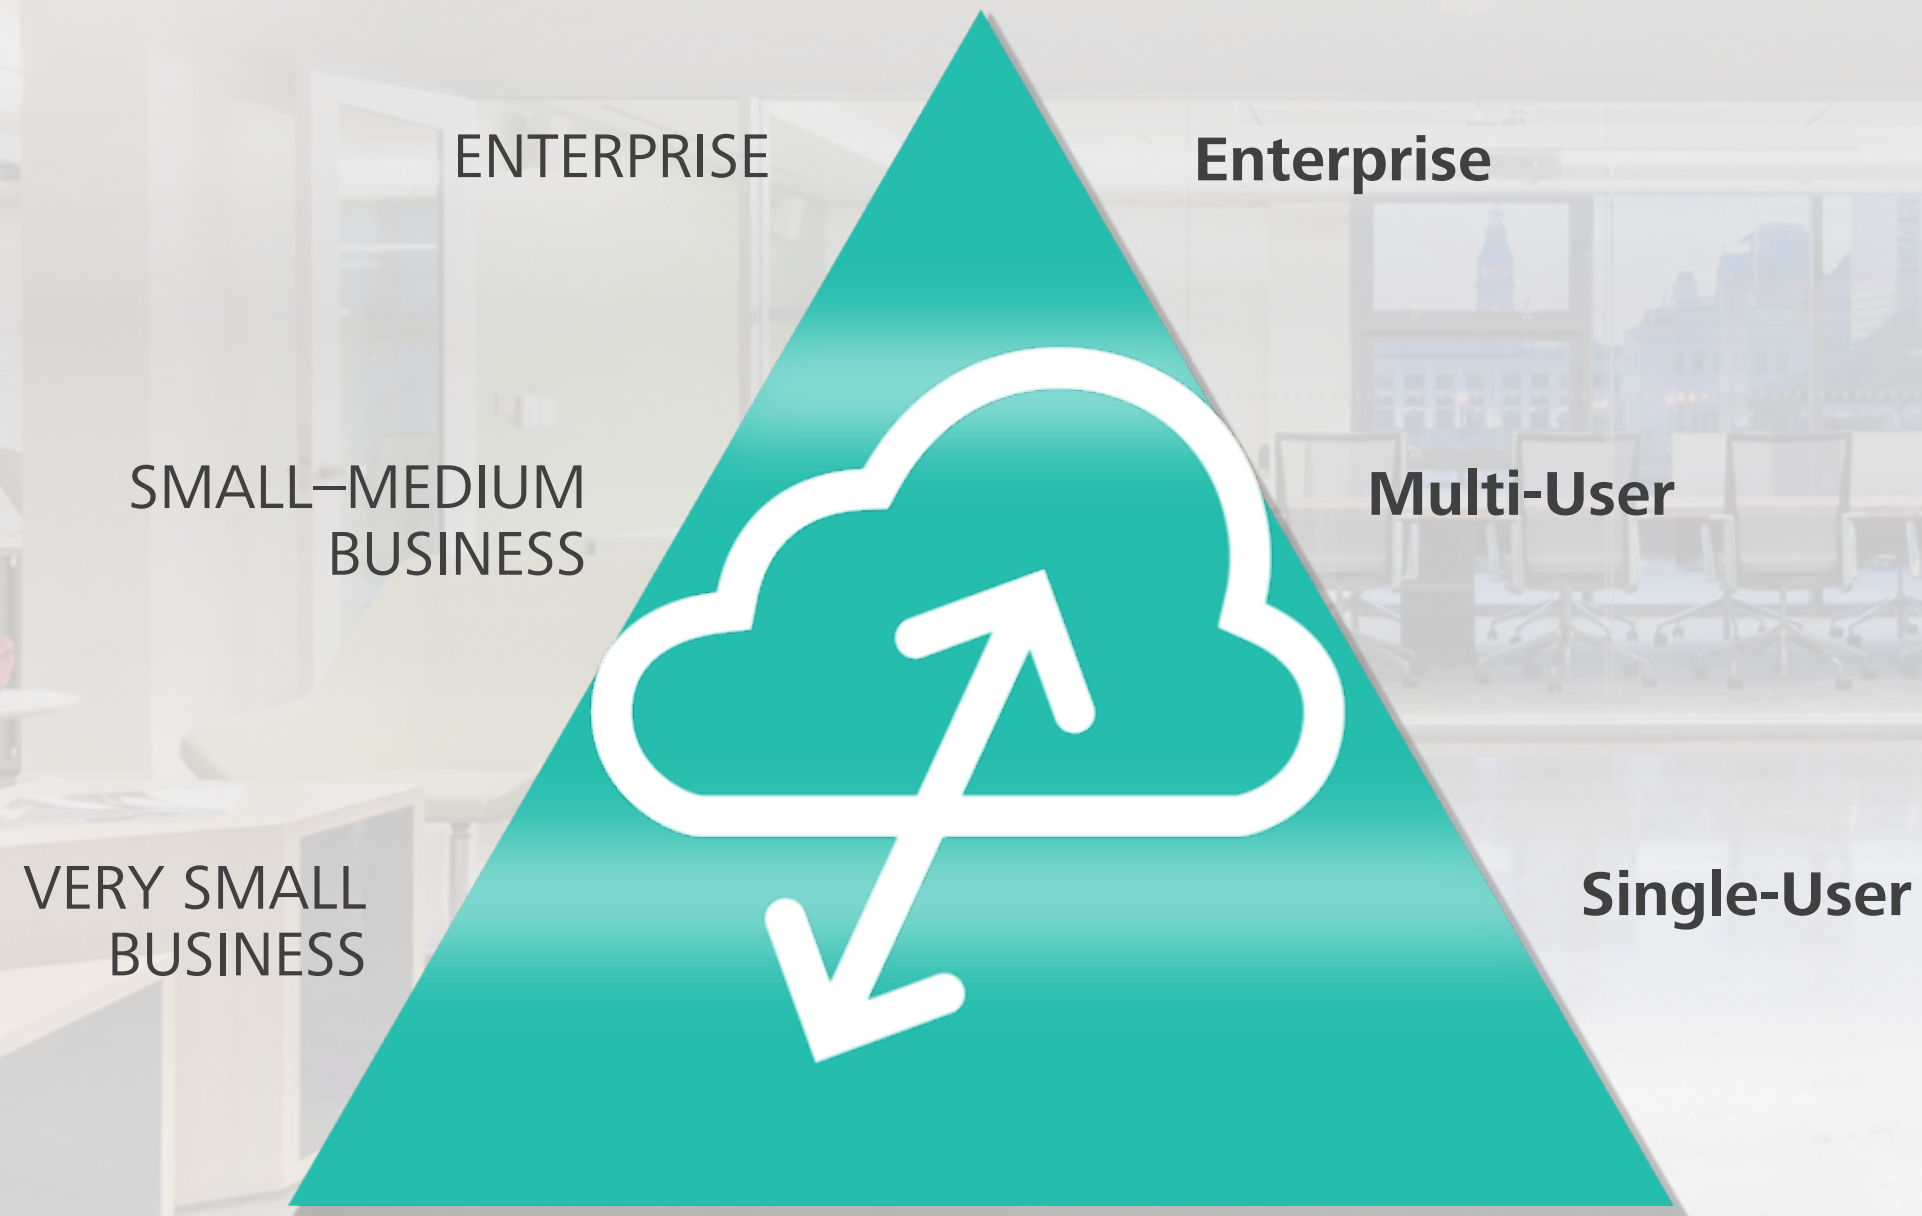 ENTERPRISE
Enterprise
SMALL–MEDIUM
BUSINESS
Multi-User
VERY SMALL
BUSINESS
Single-User